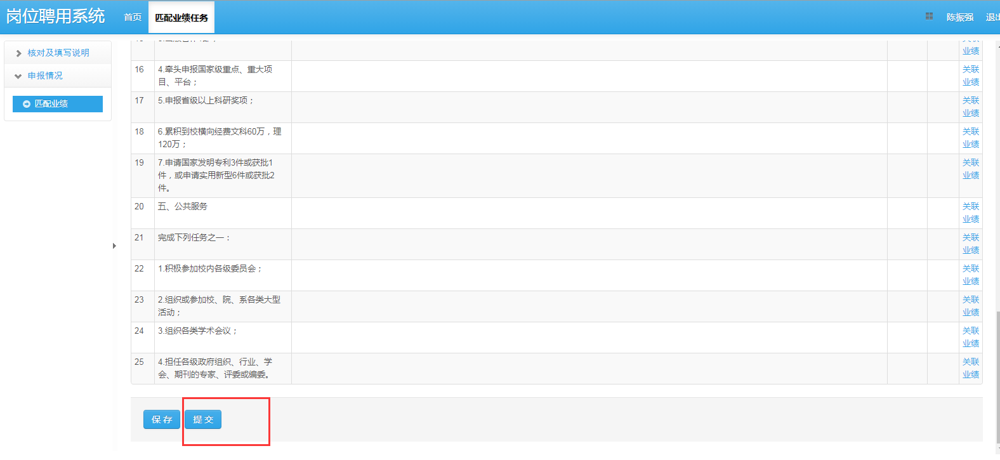 岗位聘用系统 首页 匹配业绩任务 陈振强
核对及填写说明
申报情况
匹配业绩
业绩
16 4.牵头申报国家级重点、重大项 关联
目、平台； 业绩
17 5.申报省级以上科研奖项； 关联
业绩
18 6.累积到校横向经费文科60万，理 关联
120万； 业绩
19 7.申请国家发明专利3件或获批1 关联
件，或申请实用新型6件或获批2 业绩
件。
20 五、公共服务 关联
业绩
21 完成下列任务之一： 关联
业绩
22 1.积极参加校内各级委员会； 关联
业绩
23 2.组织或参加校、院、系各类大型 关联
活动； 业绩
24 3.组织各类学术会议； 关联
业绩
25 4.担任各级政府组织、行业、学 关联
会、期刊的专家、评委或编委。 业绩
保存 提交